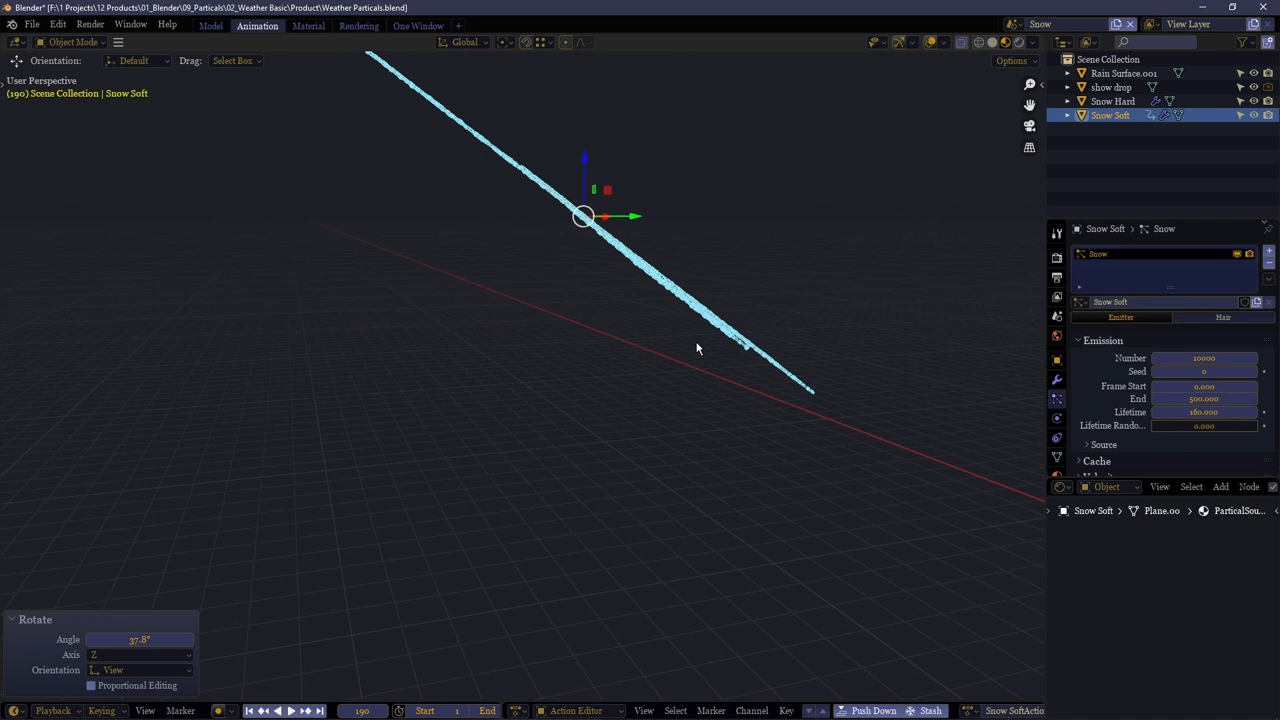 Blender* [F:\1 Projects\12 Products\01_Blender\09_Particals\02_Weather Basic\Product\Weather Particals.blend]
File Edit Render Window Help Model Animation Material Rendering One Window + Snow View Layer
Object Mode Global
Orientation: Default Drag: Select Box Options
User Perspective
(190) Scene Collection | Snow Soft
Scene Collection
Rain Surface.001
show drop
Snow Hard
Snow Soft
Snow Soft > Snow
Snow
Snow Soft
Emitter Hair
Emission
Number 10000
Seed 0
Frame Start 0.000
End 500.000
Lifetime 160.000
Lifetime Rando... 0.000
Source
Cache
Object View Select Add Node
Snow Soft > Plane.00 > ParticalSou...
Rotate
Angle 37.8°
Axis Z
Orientation View
Proportional Editing
Playback Keying View Marker 190 Start 1 End Action Editor View Select Marker Channel Key Push Down Stash Snow SoftActio